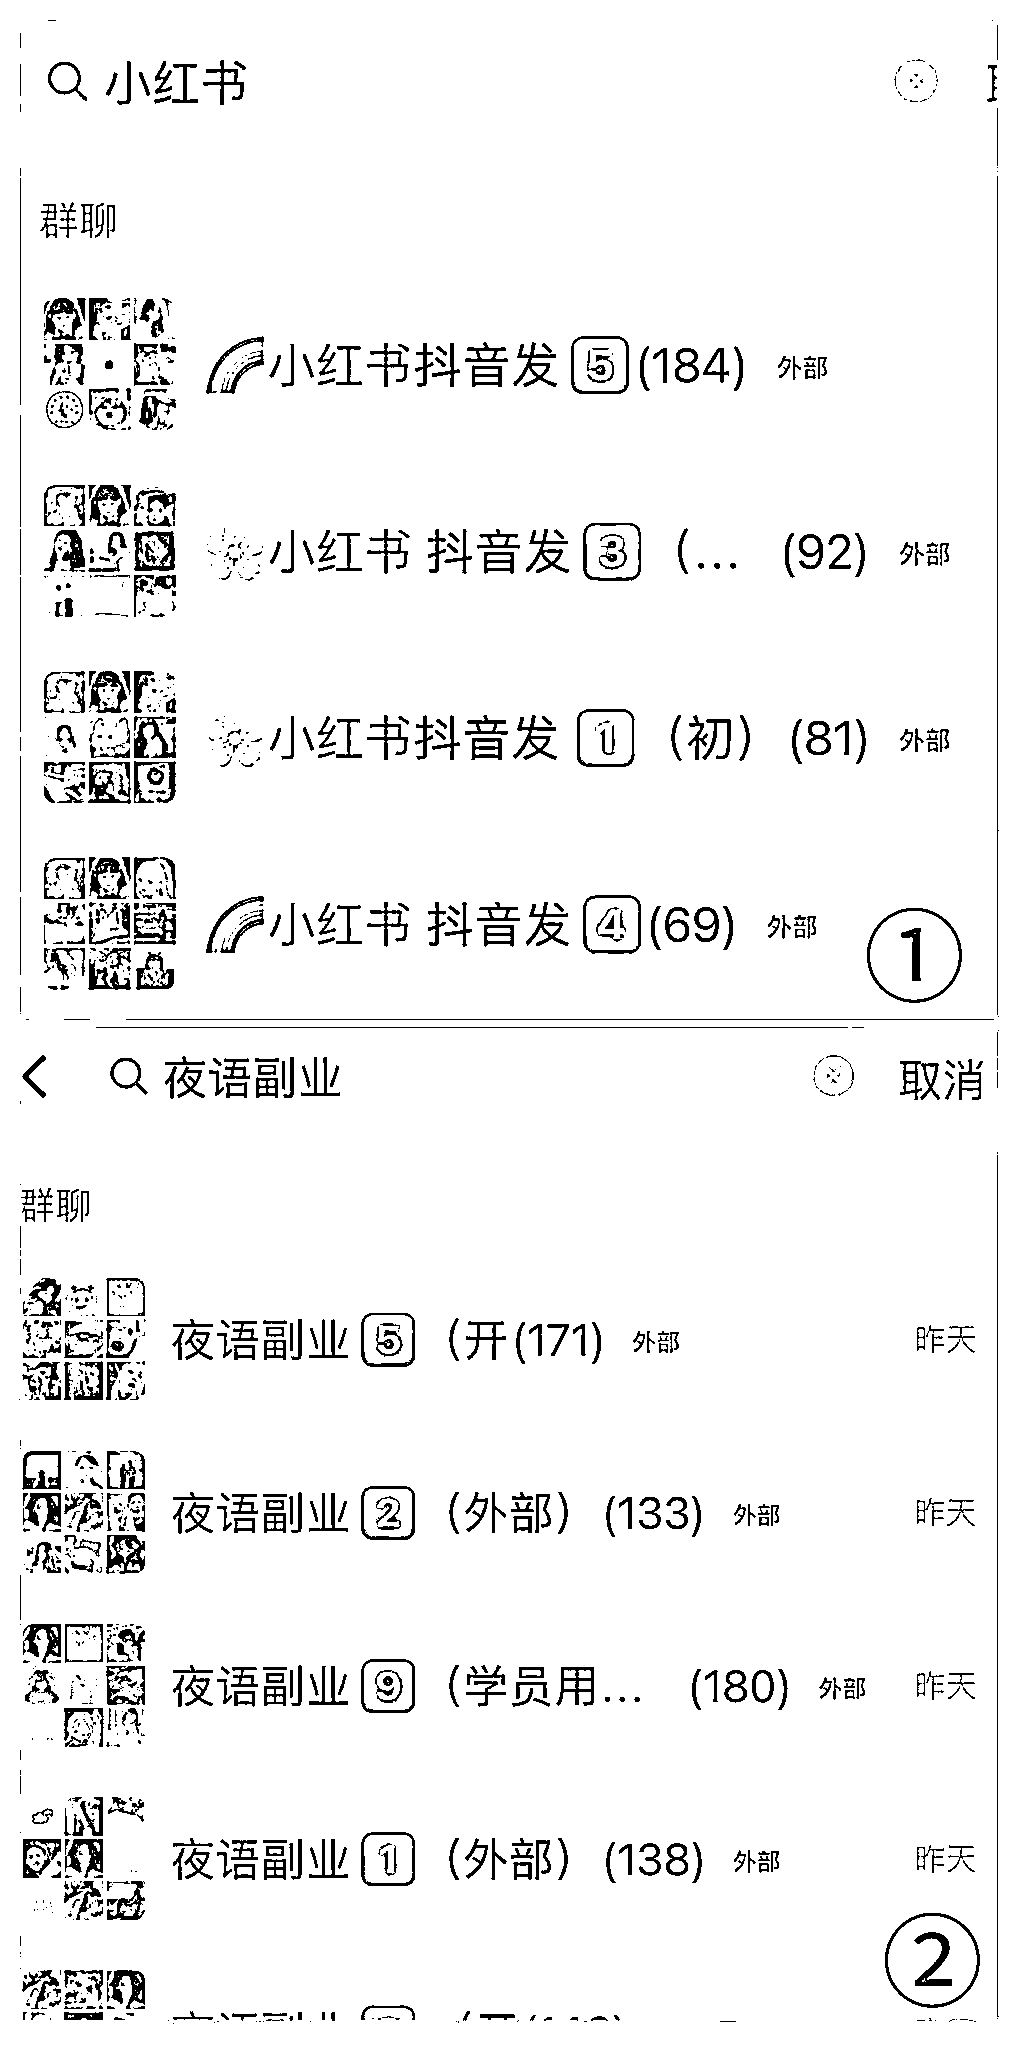 小红书
群聊
小红书抖音发5(184) 外部
小红书 抖音发3（... (92) 外部
小红书抖音发1（初）(81) 外部
小红书 抖音发4(69) 外部
①
夜语副业 取消
群聊
夜语副业5（开(171) 外部 昨天
夜语副业2（外部）(133) 外部 昨天
夜语副业9（学员用... (180) 外部 昨天
夜语副业1（外部）(138) 外部 昨天
②